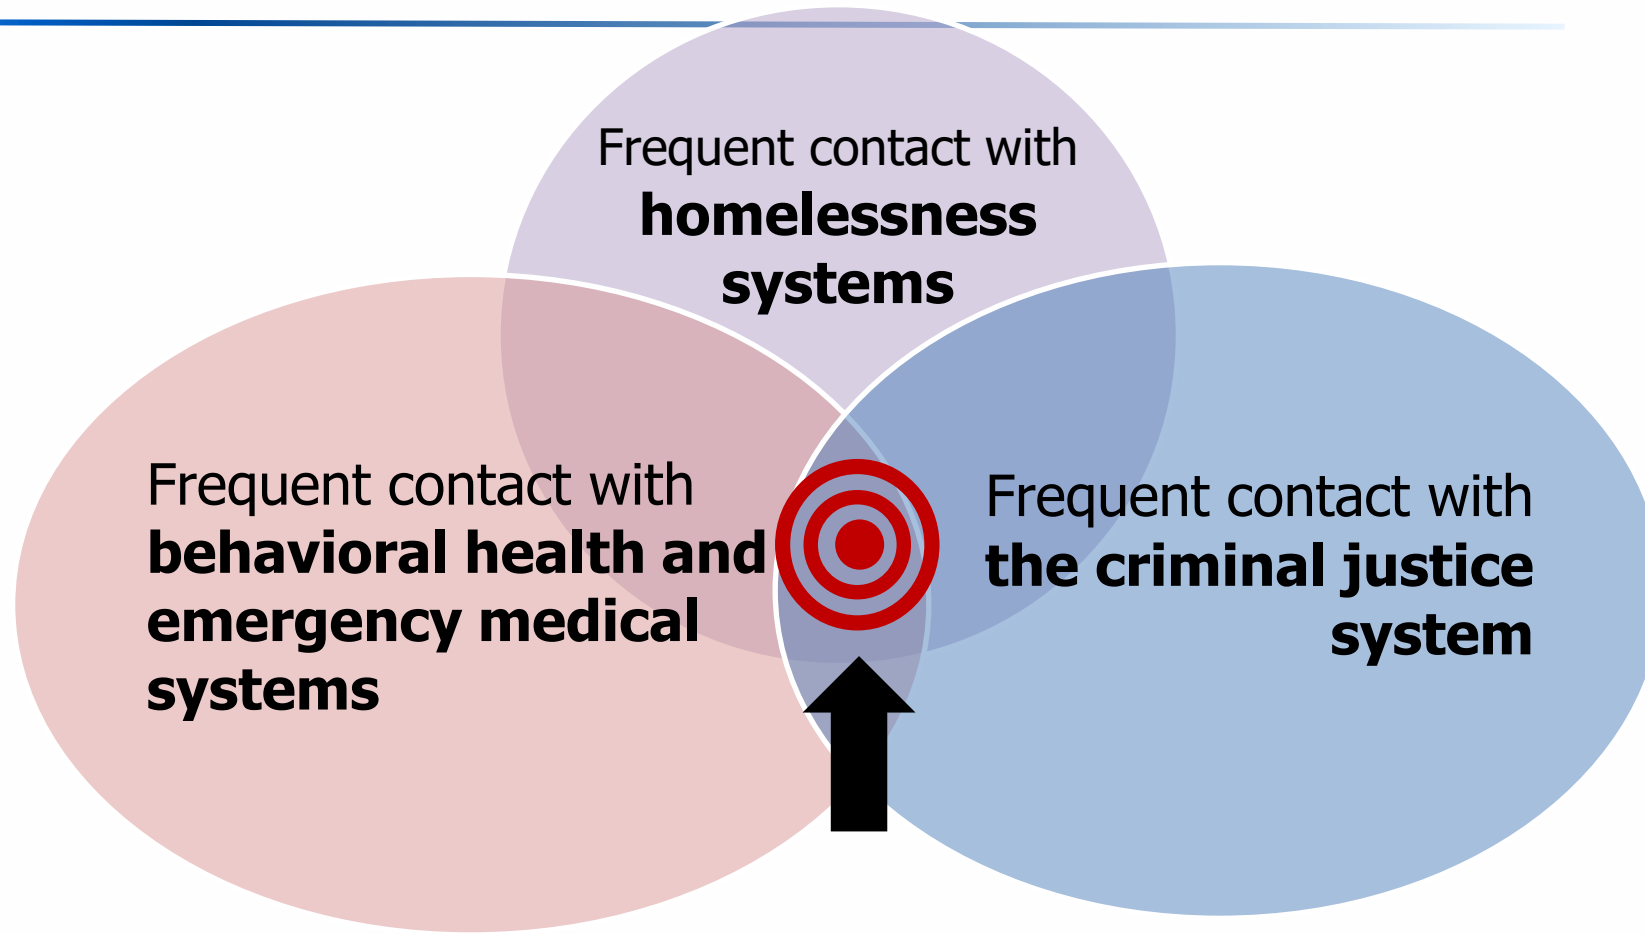 Frequent contact with
homelessness
systems
Frequent contact with
behavioral health and
emergency medical
systems
Frequent contact with
the criminal justice
system